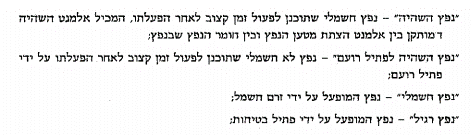 "נפץ השהיה" – נפץ חשמלי שתוכנן לפעול זמן קצוב לאחר הפעלתו, המכיל אלמנט השהיה
המותקן בין אלמנט הצתת מטען הנפץ ובין חומר הנפץ שבנפץ;
"נפץ השהיה לפתיל רועם" – נפץ לא חשמלי שתוכנן לפעול זמן קצוב לאחר הפעלתו על ידי
פתיל רועם;
"נפץ חשמלי" – נפץ המופעל על ידי זרם חשמל;
"נפץ רגיל" – נפץ המופעל על ידי פתיל בטיחות;